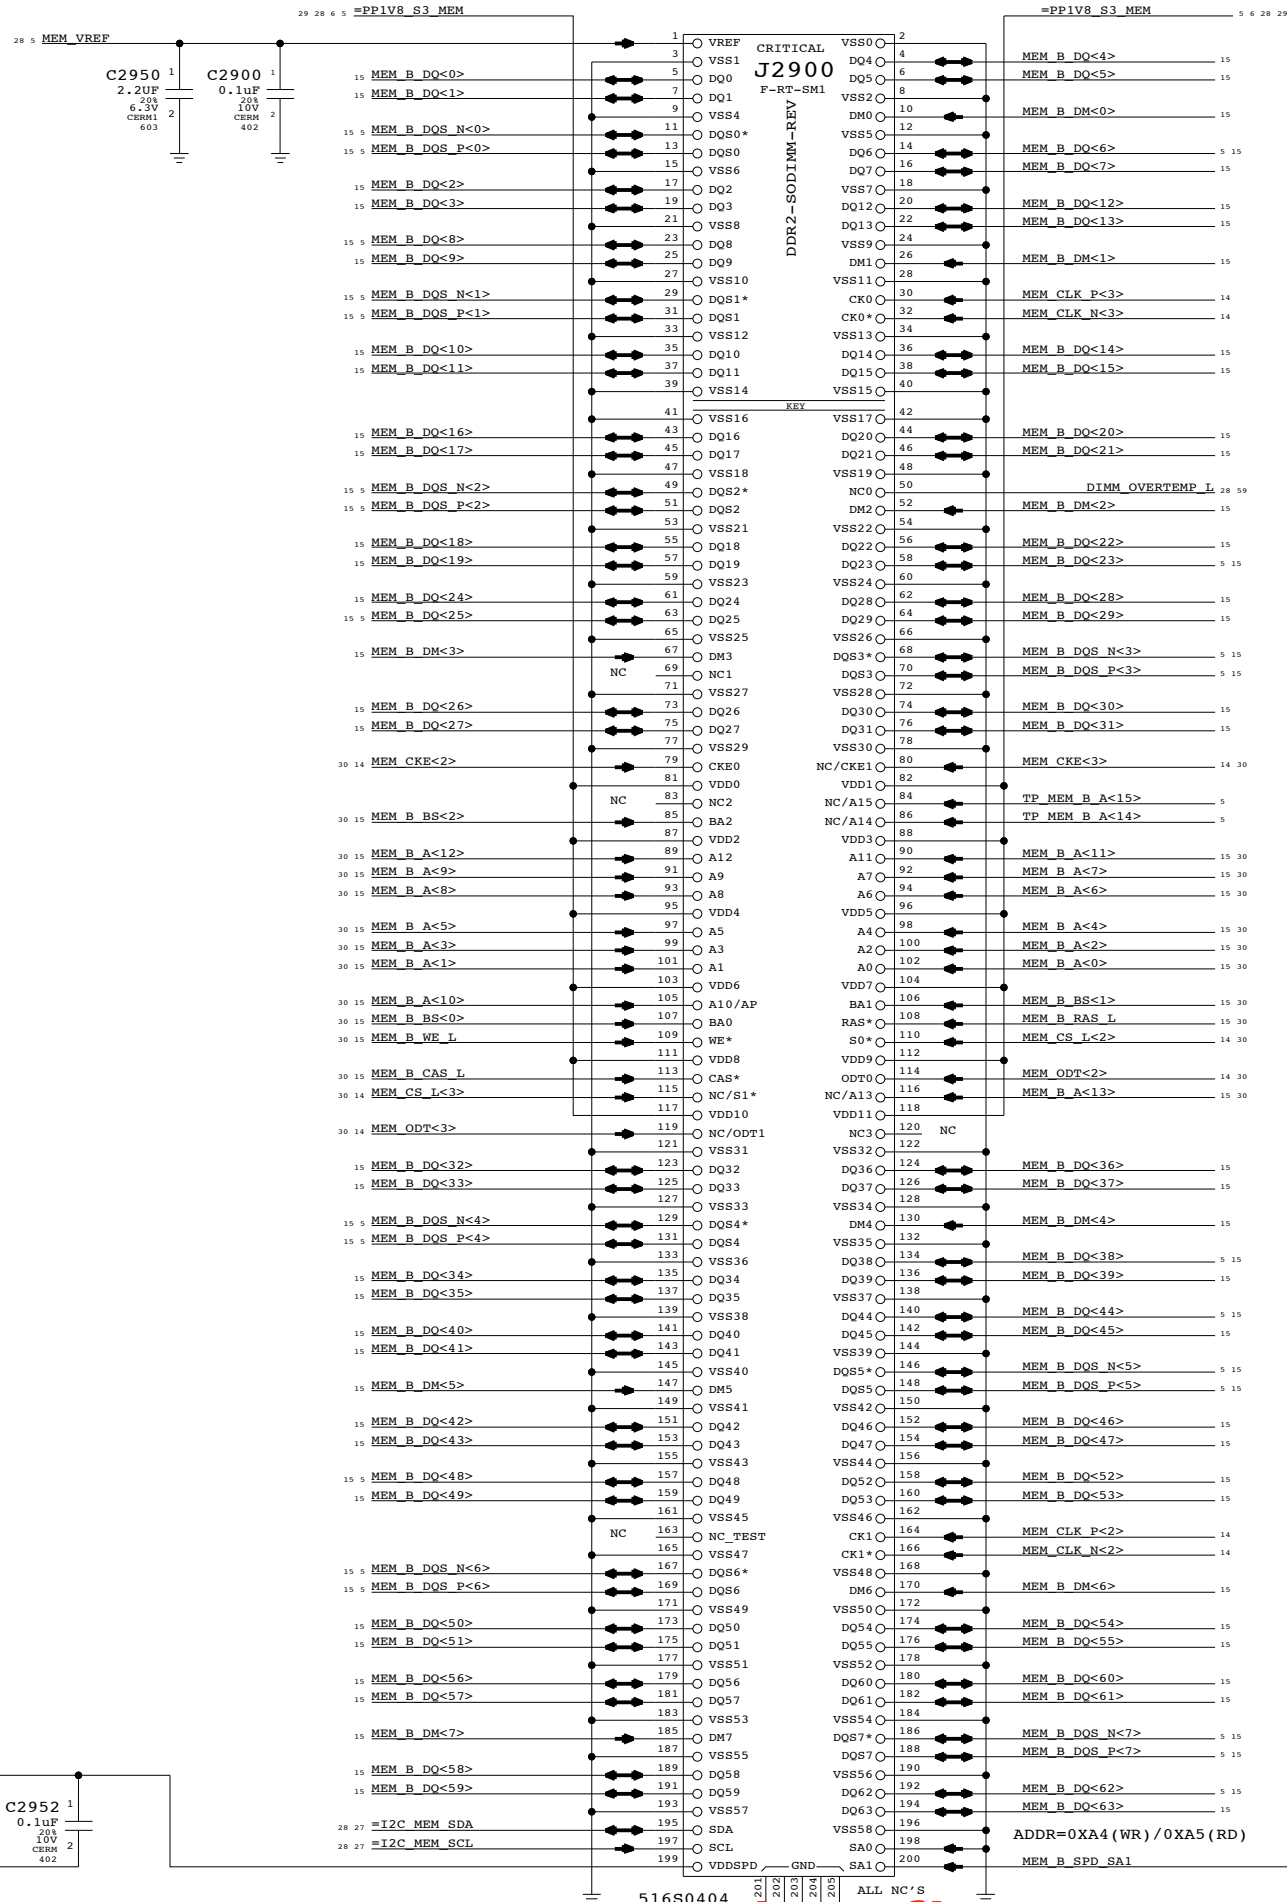 29 28 6 5 =PP1V8_S3_MEM =PP1V8_S3_MEM 5 6 28 29
28 5 MEM_VREF 1 VREF VSS0 2
CRITICAL
J2900
F-RT-SM1
DDR2-SODIMM-REV
C2950 1
2.2UF
20%
6.3V
CERM1 2
603
C2900 1
0.1uF
20%
10V
CERM 2
402
3 VSS1 DQ4 4 MEM_B_DQ<4> 15
15 MEM_B_DQ<0> 5 DQ0 DQ5 6 MEM_B_DQ<5> 15
15 MEM_B_DQ<1> 7 DQ1 VSS2 8
9 VSS4 DM0 10 MEM_B_DM<0> 15
15 5 MEM_B_DQS_N<0> 11 DQS0* VSS5 12
15 5 MEM_B_DQS_P<0> 13 DQS0 DQ6 14 MEM_B_DQ<6> 5 15
15 VSS6 DQ7 16 MEM_B_DQ<7> 15
15 MEM_B_DQ<2> 17 DQ2 VSS7 18
15 MEM_B_DQ<3> 19 DQ3 DQ12 20 MEM_B_DQ<12> 15
21 VSS8 DQ13 22 MEM_B_DQ<13> 15
15 5 MEM_B_DQ<8> 23 DQ8 VSS9 24
15 MEM_B_DQ<9> 25 DQ9 DM1 26 MEM_B_DM<1> 15
27 VSS10 VSS11 28
15 5 MEM_B_DQS_N<1> 29 DQS1* CK0 30 MEM_CLK_P<3> 14
15 5 MEM_B_DQS_P<1> 31 DQS1 CK0* 32 MEM_CLK_N<3> 14
33 VSS12 VSS13 34
15 MEM_B_DQ<10> 35 DQ10 DQ14 36 MEM_B_DQ<14> 15
15 MEM_B_DQ<11> 37 DQ11 DQ15 38 MEM_B_DQ<15> 15
39 VSS14 VSS15 40
KEY
41 VSS16 VSS17 42
15 MEM_B_DQ<16> 43 DQ16 DQ20 44 MEM_B_DQ<20> 15
15 MEM_B_DQ<17> 45 DQ17 DQ21 46 MEM_B_DQ<21> 15
47 VSS18 VSS19 48
15 5 MEM_B_DQS_N<2> 49 DQS2* NC0 50 DIMM_OVERTEMP_L 28 59
15 5 MEM_B_DQS_P<2> 51 DQS2 DM2 52 MEM_B_DM<2> 15
53 VSS21 VSS22 54
15 MEM_B_DQ<18> 55 DQ18 DQ22 56 MEM_B_DQ<22> 15
15 MEM_B_DQ<19> 57 DQ19 DQ23 58 MEM_B_DQ<23> 5 15
59 VSS23 VSS24 60
15 MEM_B_DQ<24> 61 DQ24 DQ28 62 MEM_B_DQ<28> 15
15 5 MEM_B_DQ<25> 63 DQ25 DQ29 64 MEM_B_DQ<29> 15
65 VSS25 VSS26 66
15 MEM_B_DM<3> 67 DM3 DQS3* 68 MEM_B_DQS_N<3> 5 15
NC 69 NC1 DQS3 70 MEM_B_DQS_P<3> 5 15
71 VSS27 VSS28 72
15 MEM_B_DQ<26> 73 DQ26 DQ30 74 MEM_B_DQ<30> 15
15 MEM_B_DQ<27> 75 DQ27 DQ31 76 MEM_B_DQ<31> 15
77 VSS29 VSS30 78
30 14 MEM_CKE<2> 79 CKE0 NC/CKE1 80 MEM_CKE<3> 14 30
81 VDD0 VDD1 82
NC 83 NC2 NC/A15 84 TP_MEM_B_A<15> 5
30 15 MEM_B_BS<2> 85 BA2 NC/A14 86 TP_MEM_B_A<14> 5
87 VDD2 VDD3 88
30 15 MEM_B_A<12> 89 A12 A11 90 MEM_B_A<11> 15 30
30 15 MEM_B_A<9> 91 A9 A7 92 MEM_B_A<7> 15 30
30 15 MEM_B_A<8> 93 A8 A6 94 MEM_B_A<6> 15 30
95 VDD4 VDD5 96
30 15 MEM_B_A<5> 97 A5 A4 98 MEM_B_A<4> 15 30
30 15 MEM_B_A<3> 99 A3 A2 100 MEM_B_A<2> 15 30
30 15 MEM_B_A<1> 101 A1 A0 102 MEM_B_A<0> 15 30
103 VDD6 VDD7 104
30 15 MEM_B_A<10> 105 A10/AP BA1 106 MEM_B_BS<1> 15 30
30 15 MEM_B_BS<0> 107 BA0 RAS* 108 MEM_B_RAS_L 15 30
30 15 MEM_B_WE_L 109 WE* S0* 110 MEM_CS_L<2> 14 30
111 VDD8 VDD9 112
30 15 MEM_B_CAS_L 113 CAS* ODT0 114 MEM_ODT<2> 14 30
30 14 MEM_CS_L<3> 115 NC/S1* NC/A13 116 MEM_B_A<13> 15 30
117 VDD10 VDD11 118
30 14 MEM_ODT<3> 119 NC/ODT1 NC3 120 NC
121 VSS31 VSS32 122
15 MEM_B_DQ<32> 123 DQ32 DQ36 124 MEM_B_DQ<36> 15
15 MEM_B_DQ<33> 125 DQ33 DQ37 126 MEM_B_DQ<37> 15
127 VSS33 VSS34 128
15 5 MEM_B_DQS_N<4> 129 DQS4* DM4 130 MEM_B_DM<4> 15
15 5 MEM_B_DQS_P<4> 131 DQS4 VSS35 132
133 VSS36 DQ38 134 MEM_B_DQ<38> 5 15
15 MEM_B_DQ<34> 135 DQ34 DQ39 136 MEM_B_DQ<39> 15
15 MEM_B_DQ<35> 137 DQ35 VSS37 138
139 VSS38 DQ44 140 MEM_B_DQ<44> 5 15
15 MEM_B_DQ<40> 141 DQ40 DQ45 142 MEM_B_DQ<45> 15
15 MEM_B_DQ<41> 143 DQ41 VSS39 144
145 VSS40 DQS5* 146 MEM_B_DQS_N<5> 5 15
15 MEM_B_DM<5> 147 DM5 DQS5 148 MEM_B_DQS_P<5> 5 15
149 VSS41 VSS42 150
15 MEM_B_DQ<42> 151 DQ42 DQ46 152 MEM_B_DQ<46> 15
15 MEM_B_DQ<43> 153 DQ43 DQ47 154 MEM_B_DQ<47> 15
155 VSS43 VSS44 156
15 5 MEM_B_DQ<48> 157 DQ48 DQ52 158 MEM_B_DQ<52> 15
15 MEM_B_DQ<49> 159 DQ49 DQ53 160 MEM_B_DQ<53> 15
161 VSS45 VSS46 162
NC 163 NC_TEST CK1 164 MEM_CLK_P<2> 14
165 VSS47 CK1* 166 MEM_CLK_N<2> 14
15 5 MEM_B_DQS_N<6> 167 DQS6* VSS48 168
15 5 MEM_B_DQS_P<6> 169 DQS6 DM6 170 MEM_B_DM<6> 15
171 VSS49 VSS50 172
15 MEM_B_DQ<50> 173 DQ50 DQ54 174 MEM_B_DQ<54> 15
15 MEM_B_DQ<51> 175 DQ51 DQ55 176 MEM_B_DQ<55> 15
177 VSS51 VSS52 178
15 MEM_B_DQ<56> 179 DQ56 DQ60 180 MEM_B_DQ<60> 15
15 MEM_B_DQ<57> 181 DQ57 DQ61 182 MEM_B_DQ<61> 15
183 VSS53 VSS54 184
15 MEM_B_DM<7> 185 DM7 DQS7* 186 MEM_B_DQS_N<7> 5 15
187 VSS55 DQS7 188 MEM_B_DQS_P<7> 5 15
15 MEM_B_DQ<58> 189 DQ58 VSS56 190
15 MEM_B_DQ<59> 191 DQ59 DQ62 192 MEM_B_DQ<62> 5 15
193 VSS57 DQ63 194 MEM_B_DQ<63> 15
C2952 1
0.1uF
20%
10V
CERM 2
402
28 27 =I2C_MEM_SDA 195 SDA VSS58 196 ADDR=0XA4(WR)/0XA5(RD)
28 27 =I2C_MEM_SCL 197 SCL SA0 198
199 VDDSPD GND SA1 200 MEM_B_SPD_SA1
516S0404 201 202 203 204 205 ALL NC'S